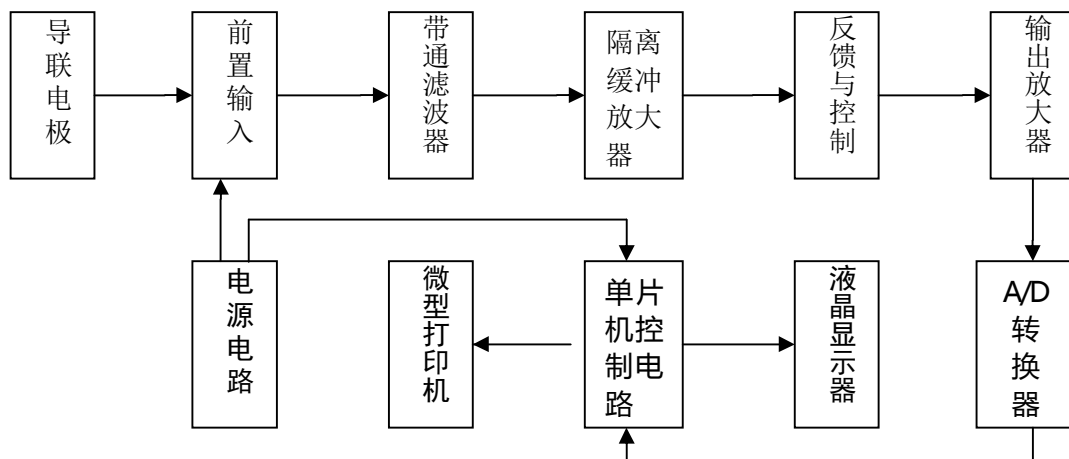 导联电极
前置输入
带通滤波器
隔离
缓冲
放大
器
反馈与控制
输出放大器
电源电路
微型打印机
单片
机控
制电
路
液晶显示器
A/D
转
换
器